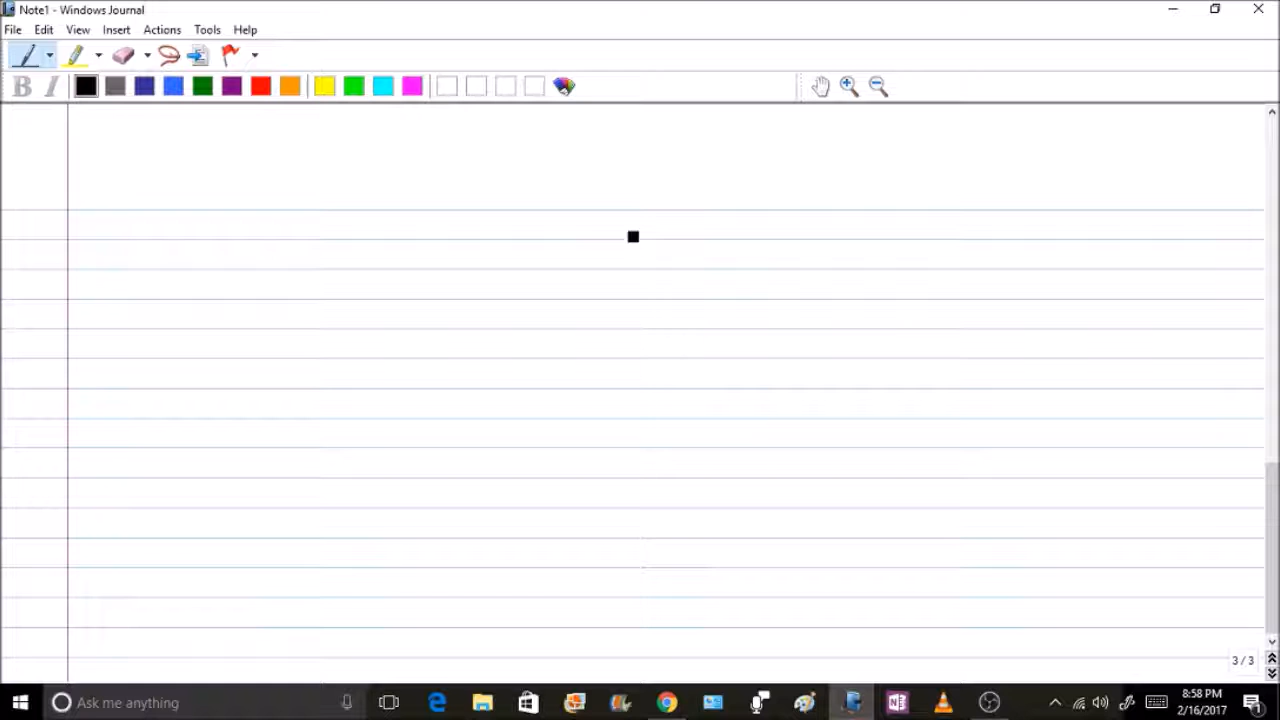 Note1 - Windows Journal
File Edit View Insert Actions Tools Help
B I
3 / 3
Ask me anything
8:58 PM
2/16/2017
1